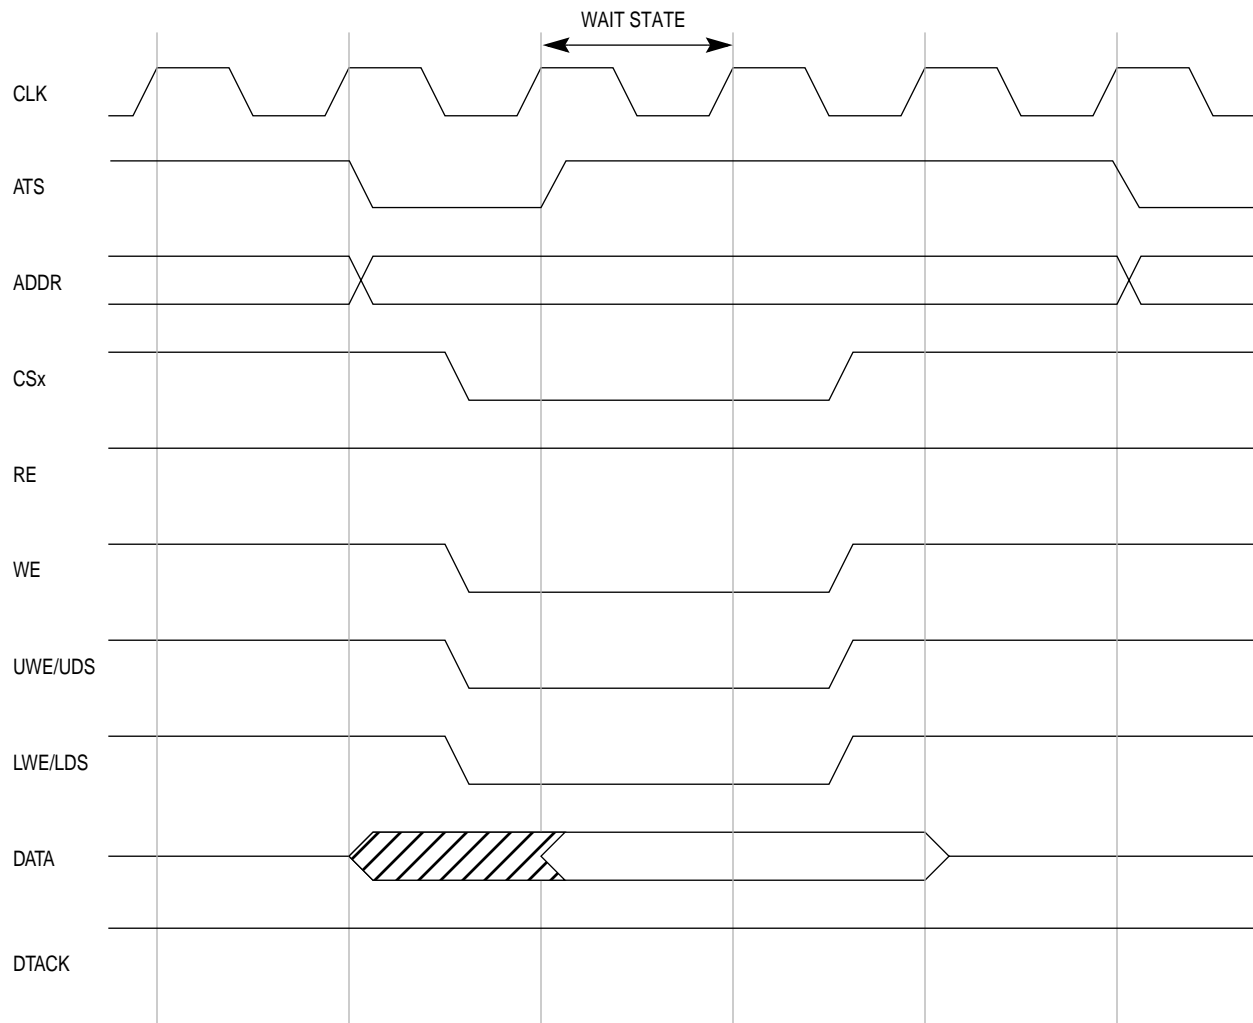 WAIT STATE
CLK
ATS
ADDR
CSx
RE
WE
UWE/UDS
LWE/LDS
DATA
DTACK